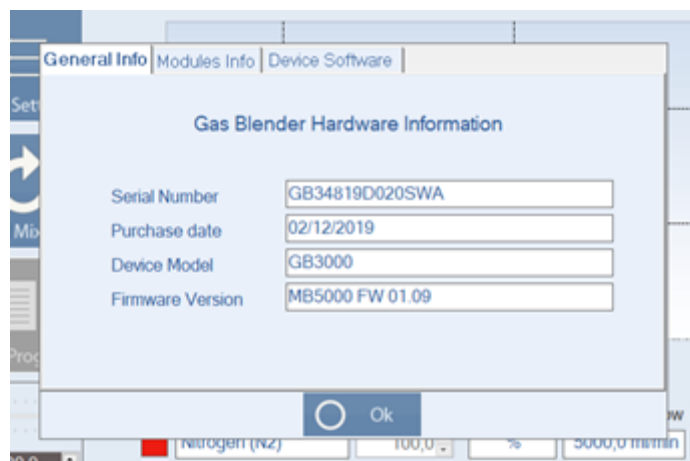 General Info Modules Info Device Software
Gas Blender Hardware Information
Serial Number GB34819D020SWA
Purchase date 02/12/2019
Device Model GB3000
Firmware Version MB5000 FW 01.09
Ok
Nitrogen (N2) 100,0 % 5000,0 ml/min